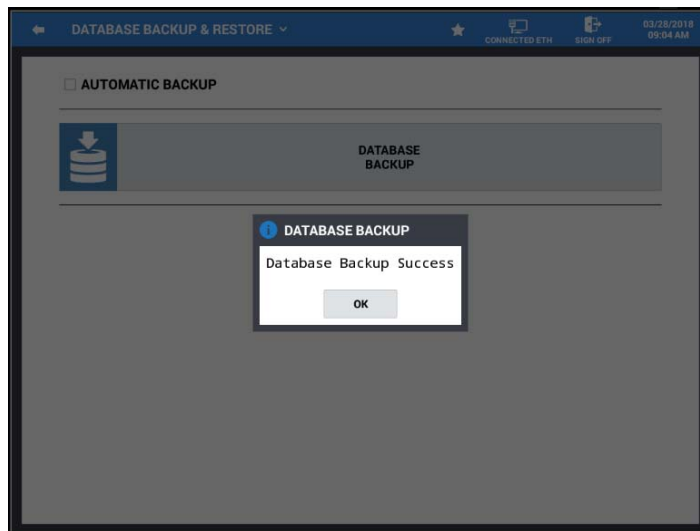 DATABASE BACKUP & RESTORE
CONNECTED ETH
SIGN OFF
03/28/2018
09:04 AM
AUTOMATIC BACKUP
DATABASE
BACKUP
DATABASE BACKUP
Database Backup Success
OK